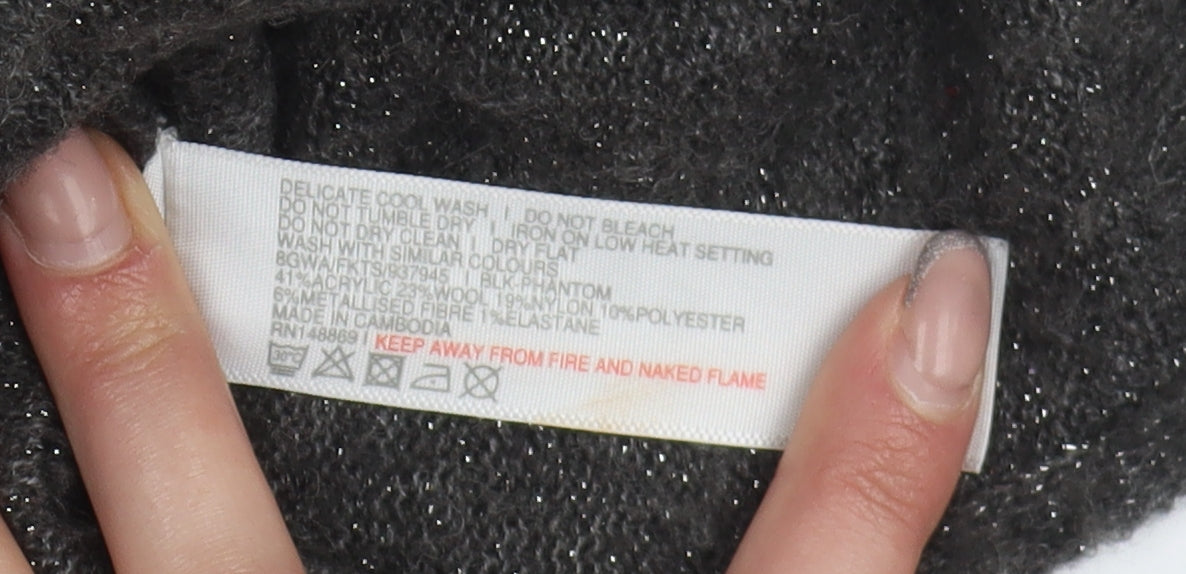 DELICATE COOL WASH | DO NOT BLEACH
DO NOT TUMBLE DRY | IRON ON LOW HEAT SETTING
DO NOT DRY CLEAN | DRY FLAT
WASH WITH SIMILAR COLOURS
8GWA/FKTS/937945 | BLK-PHANTOM
41%ACRYLIC 23%WOOL 19%NYLON 10%POLYESTER
6%METALLISED FIBRE 1%ELASTANE
MADE IN CAMBODIA
RN148869 | KEEP AWAY FROM FIRE AND NAKED FLAME
30°C